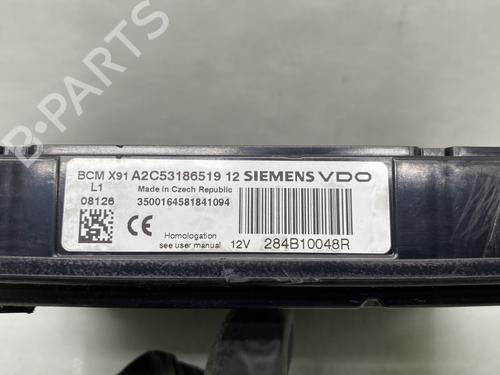 BCM X91 A2C53186519 12 SIEMENS VDO
L1 Made in Czech Republic
08126 3500164581841094
Homologation
see user manual 12V 284B10048R
B-PARTS